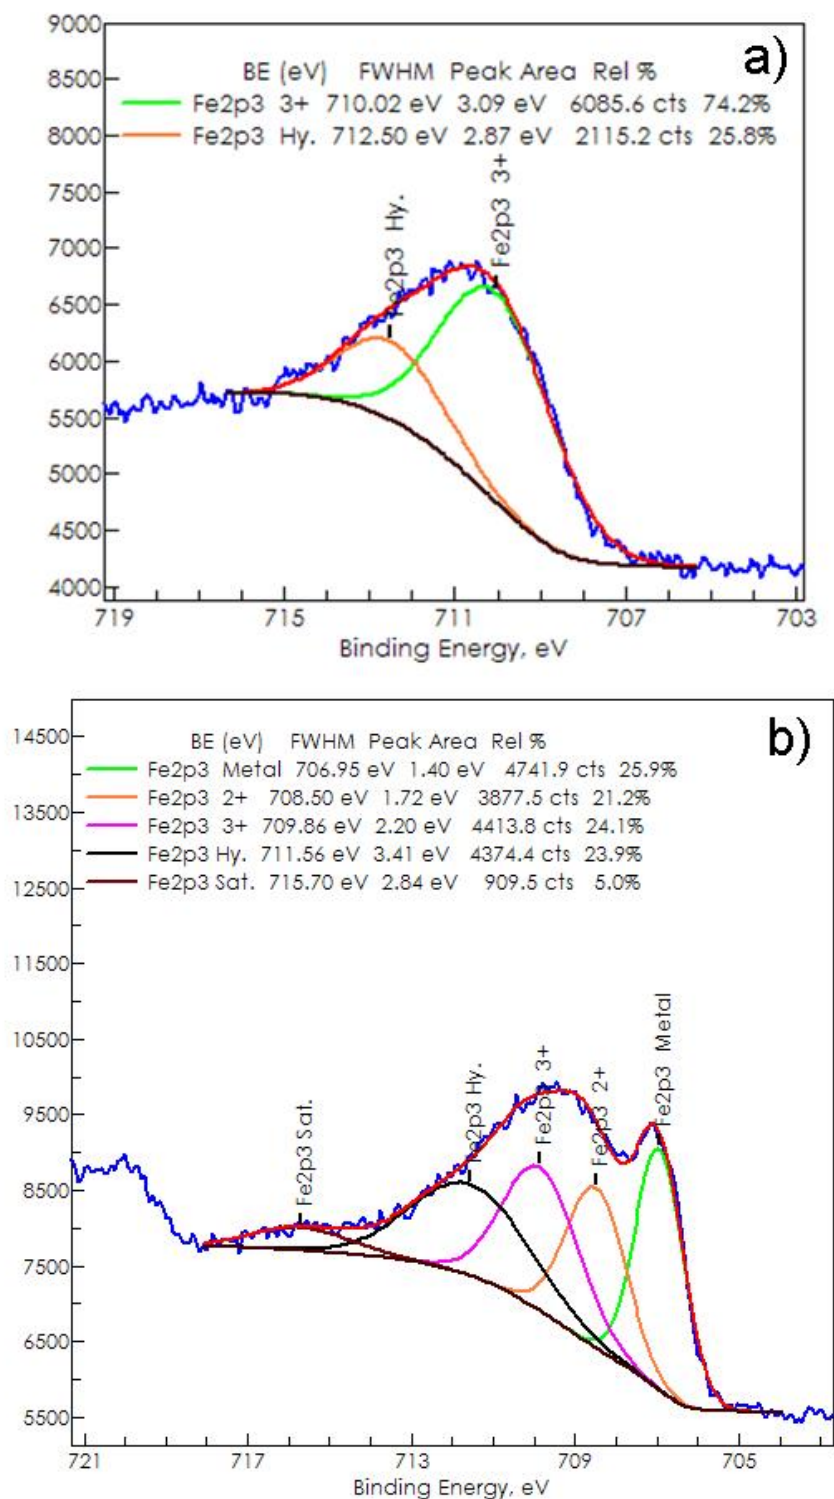 a)
BE (eV) FWHM Peak Area Rel %
Fe2p3 3+ 710.02 eV 3.09 eV 6085.6 cts 74.2%
Fe2p3 Hy. 712.50 eV 2.87 eV 2115.2 cts 25.8%
9000
8500
8000
7500
7000
6500
6000
5500
5000
4500
4000
Fe2p3 Hy.
Fe2p3 3+
719 715 711 707 703
Binding Energy, eV
b)
BE (eV) FWHM Peak Area Rel %
Fe2p3 Metal 706.95 eV 1.40 eV 4741.9 cts 25.9%
Fe2p3 2+ 708.50 eV 1.72 eV 3877.5 cts 21.2%
Fe2p3 3+ 709.86 eV 2.20 eV 4413.8 cts 24.1%
Fe2p3 Hy. 711.56 eV 3.41 eV 4374.4 cts 23.9%
Fe2p3 Sat. 715.70 eV 2.84 eV 909.5 cts 5.0%
14500
13500
12500
11500
10500
9500
8500
7500
6500
5500
Fe2p3 Sat.
Fe2p3 Hy.
Fe2p3 3+
Fe2p3 2+
Fe2p3 Metal
721 717 713 709 705
Binding Energy, eV